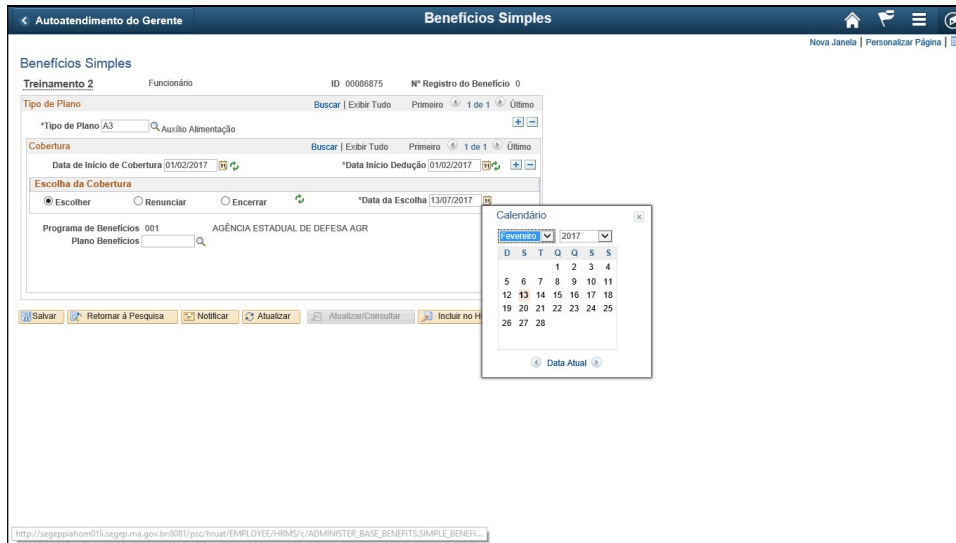 Autoatendimento do Gerente
Benefícios Simples
Nova Janela | Personalizar Página |
Benefícios Simples
Treinamento 2 Funcionário ID 00086875 Nº Registro do Benefício 0
Tipo de Plano Buscar | Exibir Tudo Primeiro 1 de 1 Último
*Tipo de Plano A3 Auxílio Alimentação
Cobertura Buscar | Exibir Tudo Primeiro 1 de 1 Último
Data de Início de Cobertura 01/02/2017 *Data Início Dedução 01/02/2017
Escolha da Cobertura
Escolher Renunciar Encerrar *Data da Escolha 13/07/2017
Programa de Benefícios 001 AGÊNCIA ESTADUAL DE DEFESA AGR
Plano Benefícios
Salvar Retornar à Pesquisa Notificar Atualizar Atualizar/Consultar Incluir no H
Calendário
Fevereiro 2017
D S T Q Q S S
1 2 3 4
5 6 7 8 9 10 11
12 13 14 15 16 17 18
19 20 21 22 23 24 25
26 27 28
Data Atual
http://segeppiahom01li.segep.ma.gov.br:8081/psc/hruat/EMPLOYEE/HRMS/c/ADMINISTER_BASE_BENEFITS.SIMPLE_BENEFI...